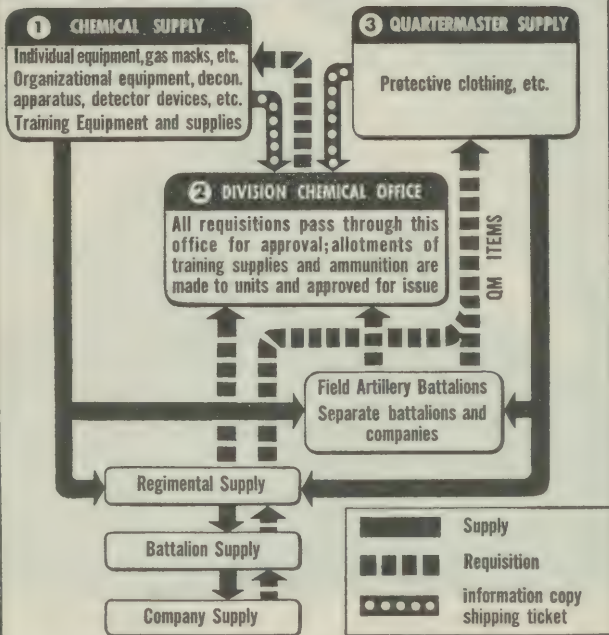 1 CHEMICAL SUPPLY
Individual equipment, gas masks, etc.
Organizational equipment, decon.
apparatus, detector devices, etc.
Training Equipment and supplies
3 QUARTERMASTER SUPPLY
Protective clothing, etc.
2 DIVISION CHEMICAL OFFICE
All requisitions pass through this
office for approval; allotments of
training supplies and ammunition are
made to units and approved for issue
QM ITEMS
Field Artillery Battalions
Separate battalions and
companies
Regimental Supply
Battalion Supply
Company Supply
Supply
Requisition
information copy
shipping ticket